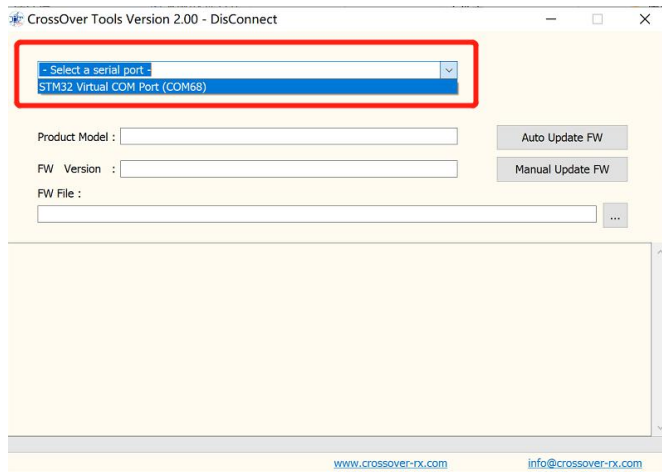 CrossOver Tools Version 2.00 - DisConnect
- Select a serial port -
STM32 Virtual COM Port (COM68)
Product Model :
Auto Update FW
FW Version :
Manual Update FW
FW File :
...
www.crossover-rx.com
info@crossover-rx.com